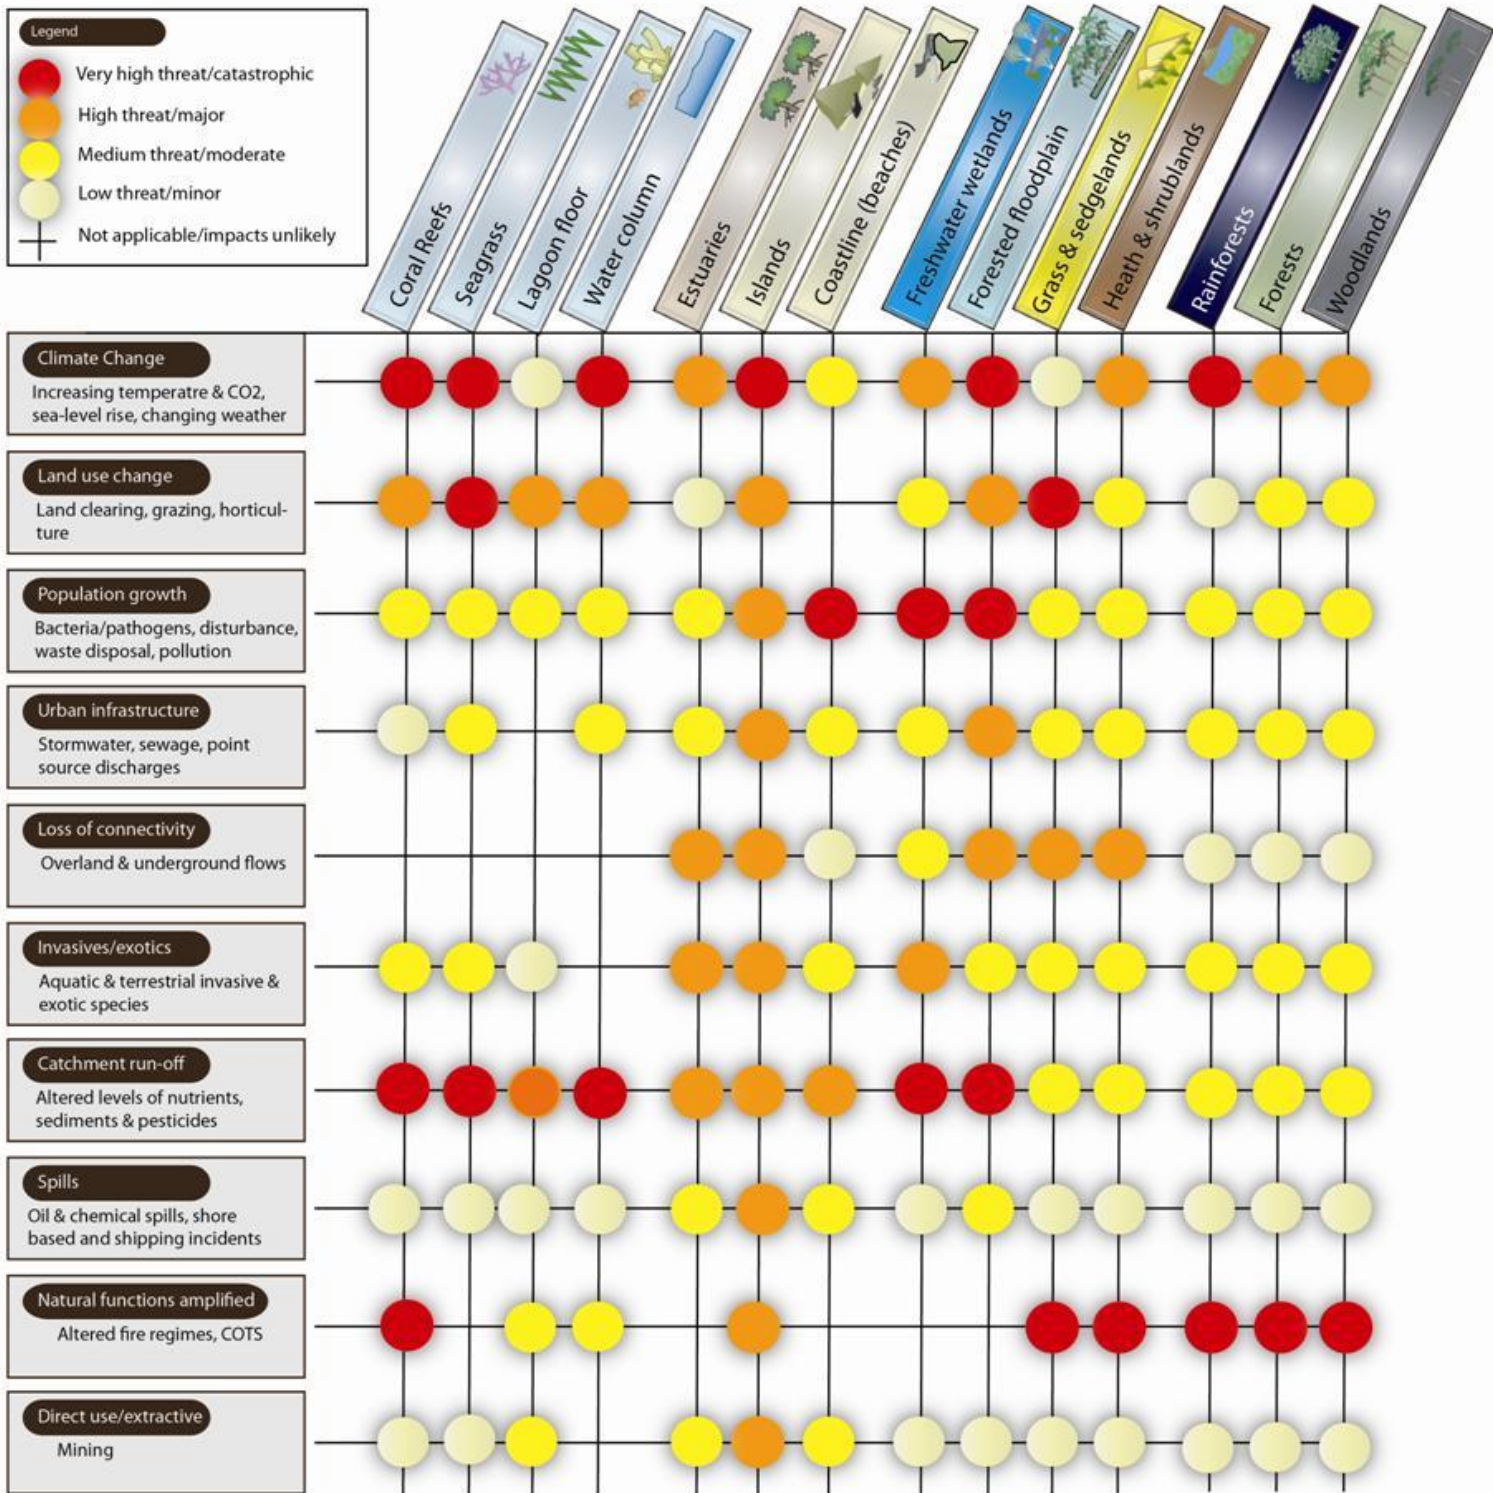 Legend
Very high threat/catastrophic
High threat/major
Medium threat/moderate
Low threat/minor
Not applicable/impacts unlikely
Coral Reefs
Seagrass
Lagoon floor
Water column
Estuaries
Islands
Coastline (beaches)
Freshwater wetlands
Forested floodplain
Grass & sedgelands
Heath & shrublands
Rainforests
Forests
Woodlands
Climate Change
Increasing temperatre & CO2,
sea-level rise, changing weather
Land use change
Land clearing, grazing, horticul-
ture
Population growth
Bacteria/pathogens, disturbance,
waste disposal, pollution
Urban infrastructure
Stormwater, sewage, point
source discharges
Loss of connectivity
Overland & underground flows
Invasives/exotics
Aquatic & terrestrial invasive &
exotic species
Catchment run-off
Altered levels of nutrients,
sediments & pesticides
Spills
Oil & chemical spills, shore
based and shipping incidents
Natural functions amplified
Altered fire regimes, COTS
Direct use/extractive
Mining